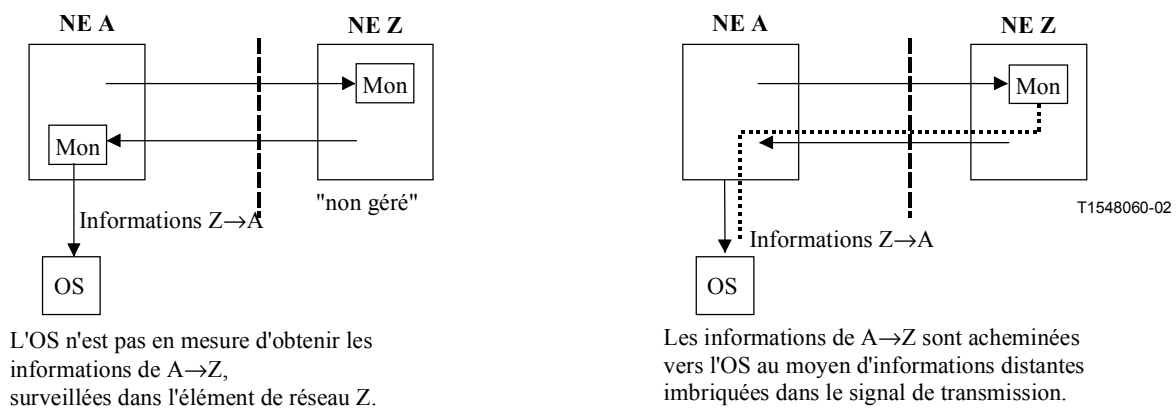 NE A
NE Z
Mon
Mon
"non géré"
Informations Z→A
OS
L'OS n'est pas en mesure d'obtenir les
informations de A→Z,
surveillées dans l'élément de réseau Z.
NE A
NE Z
Mon
T1548060-02
Informations Z→A
OS
Les informations de A→Z sont acheminées
vers l'OS au moyen d'informations distantes
imbriquées dans le signal de transmission.